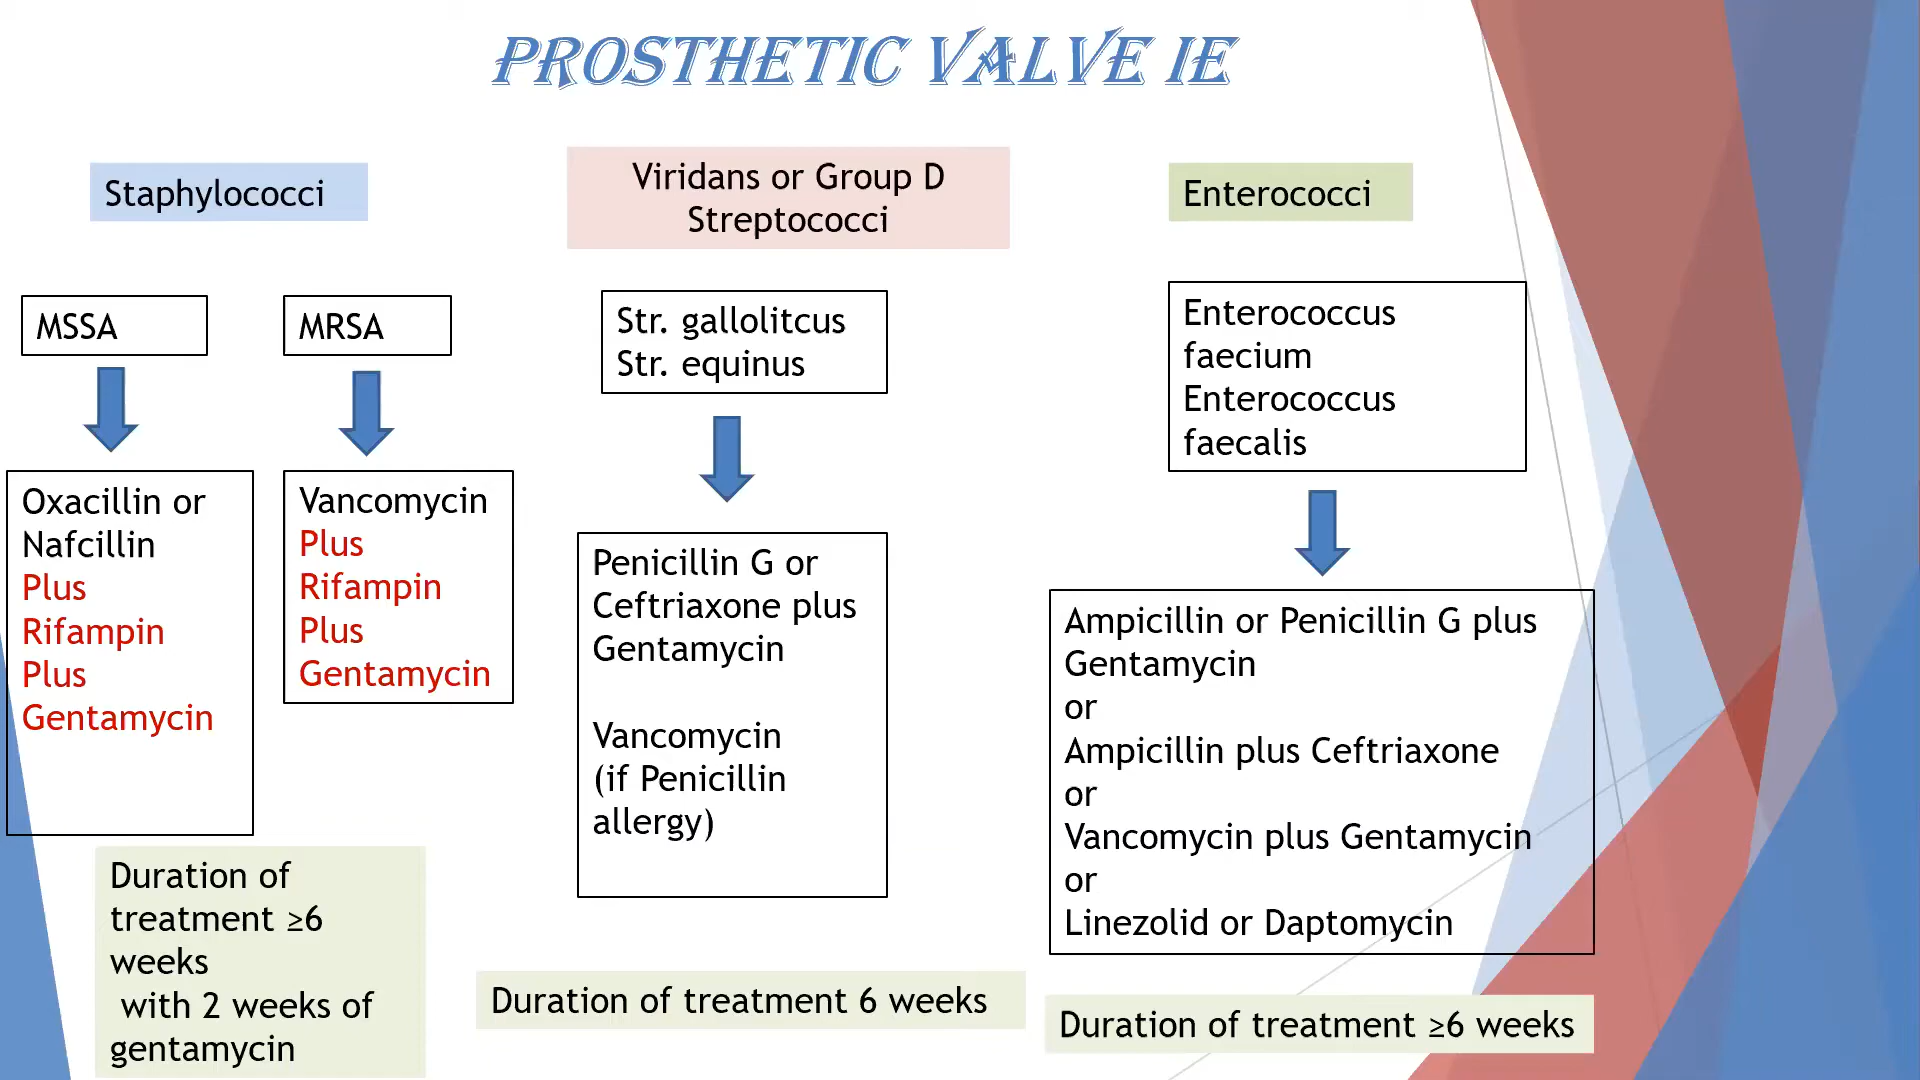 PROSTHETIC VALVE IE
Staphylococci
MSSA
Oxacillin or
Nafcillin
Plus
Rifampin
Plus
Gentamycin
MRSA
Vancomycin
Plus
Rifampin
Plus
Gentamycin
Duration of
treatment ≥6
weeks
with 2 weeks of
gentamycin
Viridans or Group D
Streptococci
Str. gallolitcus
Str. equinus
Penicillin G or
Ceftriaxone plus
Gentamycin
Vancomycin
(if Penicillin
allergy)
Duration of treatment 6 weeks
Enterococci
Enterococcus
faecium
Enterococcus
faecalis
Ampicillin or Penicillin G plus
Gentamycin
or
Ampicillin plus Ceftriaxone
or
Vancomycin plus Gentamycin
or
Linezolid or Daptomycin
Duration of treatment ≥6 weeks